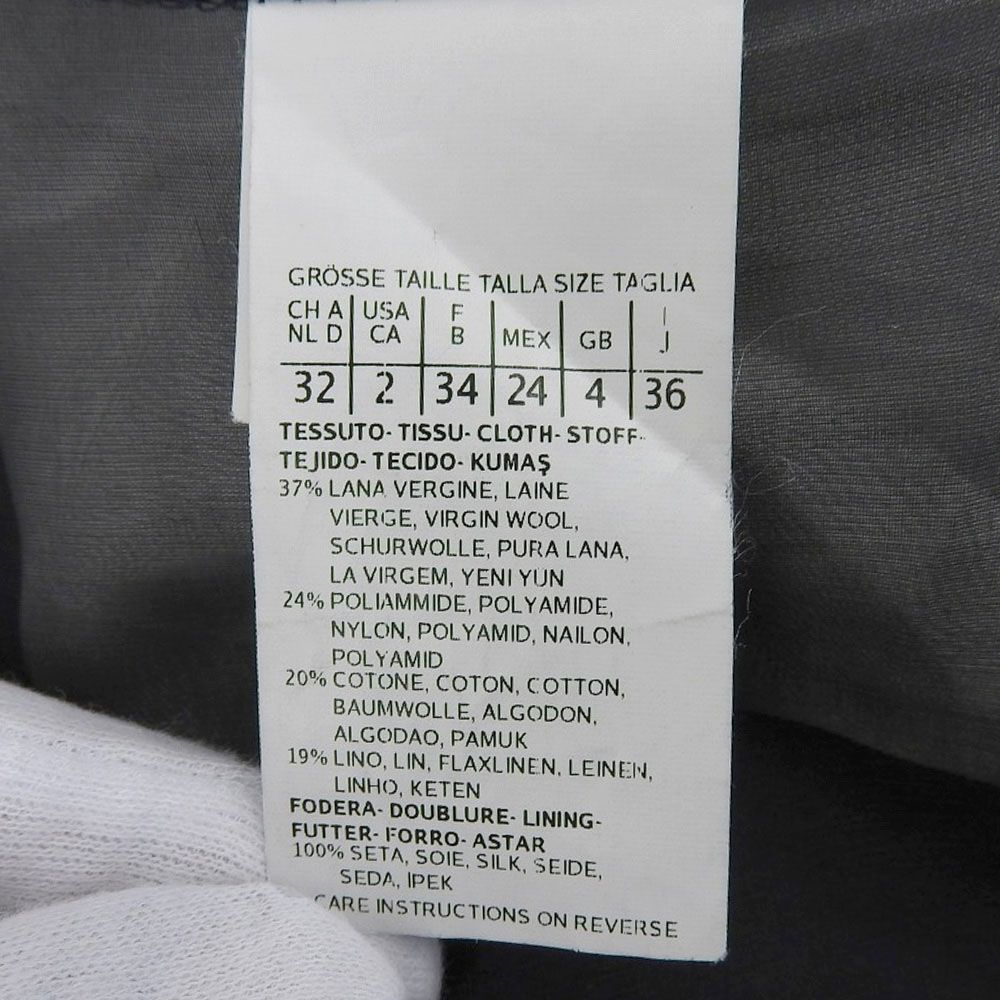 GRÖSSE TAILLE TALLA SIZE TAGLIA
CH A USA F I
NL D CA B MEX GB J
32 2 34 24 4 36
TESSUTO- TISSU- CLOTH- STOFF-
TEJIDO- TECIDO- KUMAŞ
37% LANA VERGINE, LAINE
VIERGE, VIRGIN WOOL,
SCHURWOLLE, PURA LANA,
LA VIRGEM, YENI YUN
24% POLIAMMIDE, POLYAMIDE,
NYLON, POLYAMID, NAILON,
POLYAMID
20% COTONE, COTON, COTTON,
BAUMWOLLE, ALGODON,
ALGODAO, PAMUK
19% LINO, LIN, FLAXLINEN, LEINEN,
LINHO, KETEN
FODERA- DOUBLURE- LINING-
FUTTER- FORRO- ASTAR
100% SETA, SOIE, SILK, SEIDE,
SEDA, IPEK
CARE INSTRUCTIONS ON REVERSE